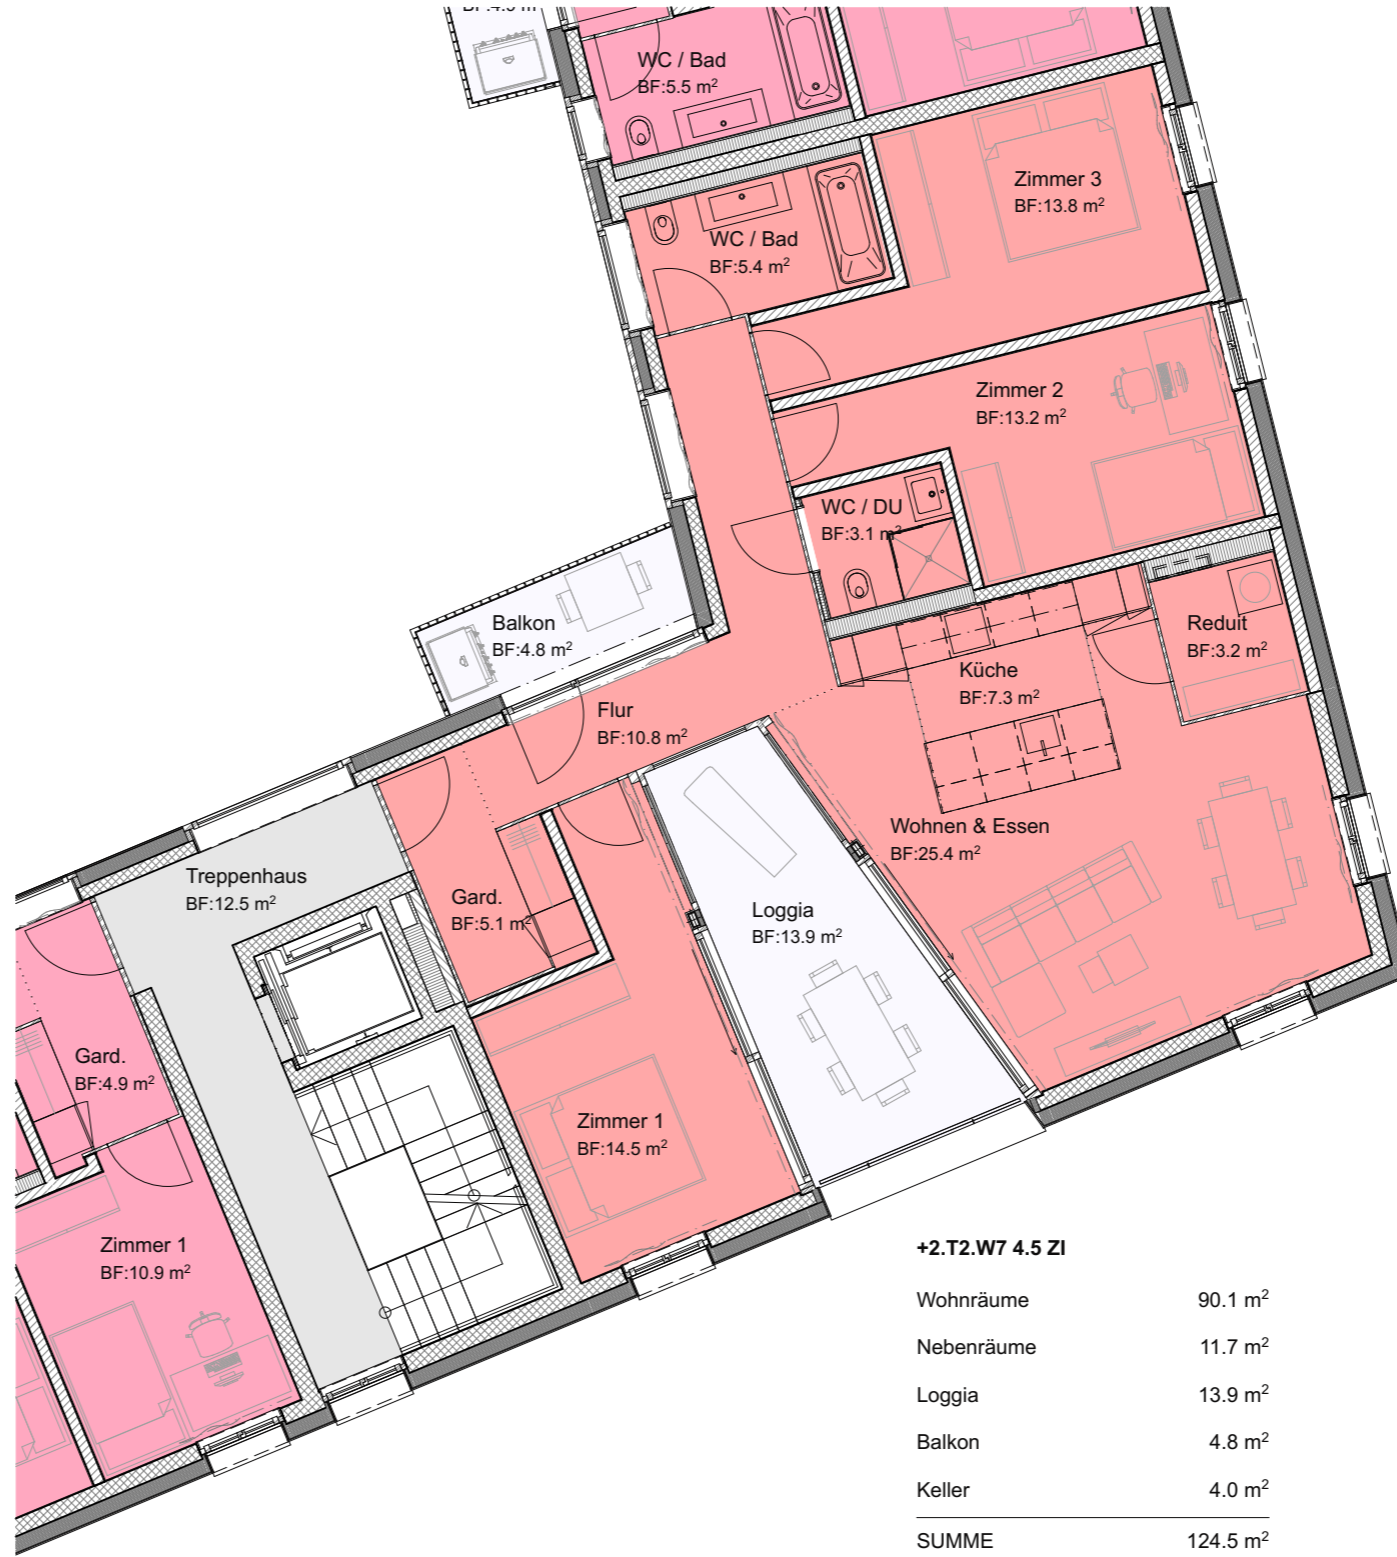 WC / Bad
BF:5.5 m²
Zimmer 3
BF:13.8 m²
WC / Bad
BF:5.4 m²
Zimmer 2
BF:13.2 m²
WC / DU
BF:3.1 m²
Balkon
BF:4.8 m²
Reduit
BF:3.2 m²
Küche
BF:7.3 m²
Flur
BF:10.8 m²
Wohnen & Essen
BF:25.4 m²
Treppenhaus
BF:12.5 m²
Gard.
BF:5.1 m²
Loggia
BF:13.9 m²
Gard.
BF:4.9 m²
Zimmer 1
BF:14.5 m²
Zimmer 1
BF:10.9 m²
+2.T2.W7 4.5 ZI
Wohnräume 90.1 m²
Nebenräume 11.7 m²
Loggia 13.9 m²
Balkon 4.8 m²
Keller 4.0 m²
SUMME 124.5 m²